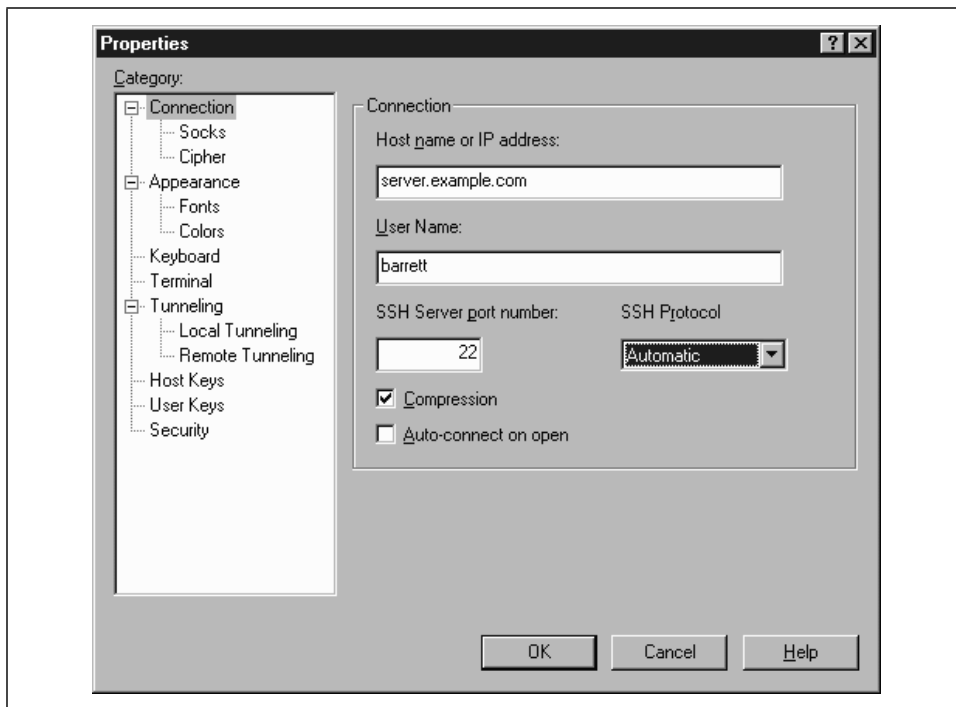 Properties
Category:
Connection
Socks
Cipher
Appearance
Fonts
Colors
Keyboard
Terminal
Tunneling
Local Tunneling
Remote Tunneling
Host Keys
User Keys
Security
Connection
Host name or IP address:
server.example.com
User Name:
barrett
SSH Server port number:
SSH Protocol
22
Automatic
Compression
Auto-connect on open
OK
Cancel
Help